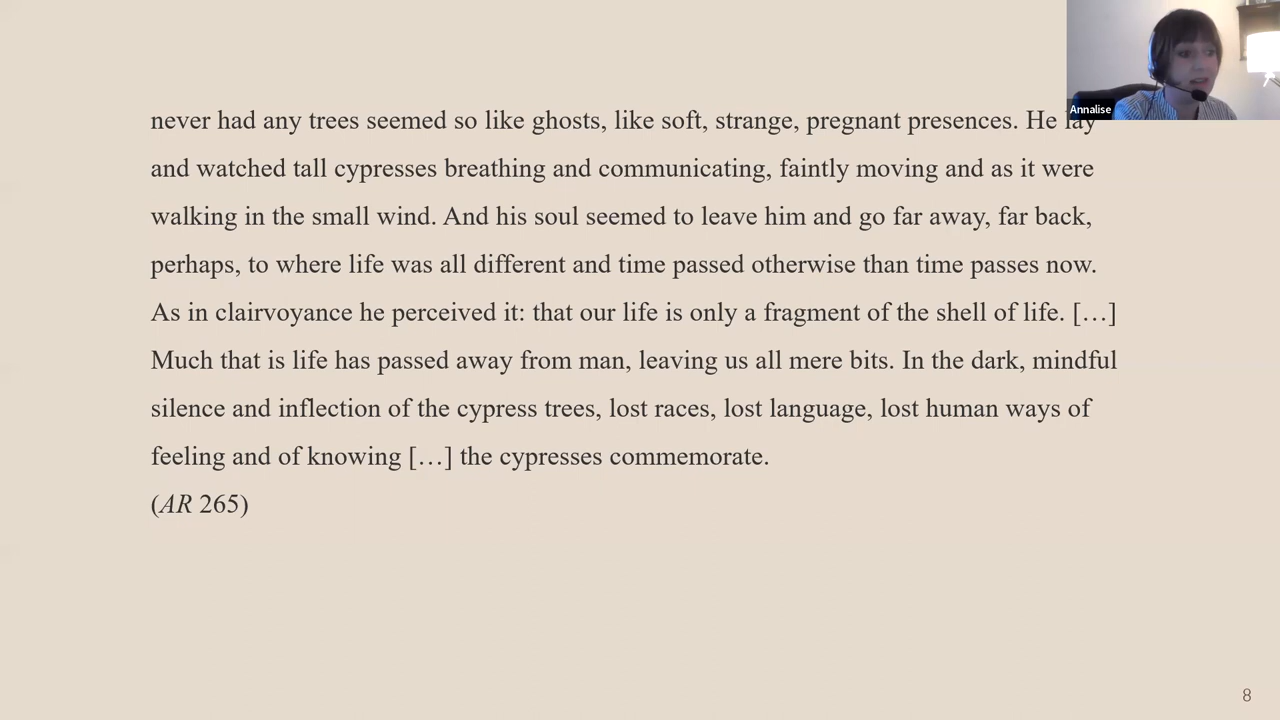 never had any trees seemed so like ghosts, like soft, strange, pregnant presences. He lay
Annalise
and watched tall cypresses breathing and communicating, faintly moving and as it were
walking in the small wind. And his soul seemed to leave him and go far away, far back,
perhaps, to where life was all different and time passed otherwise than time passes now.
As in clairvoyance he perceived it: that our life is only a fragment of the shell of life. […]
Much that is life has passed away from man, leaving us all mere bits. In the dark, mindful
silence and inflection of the cypress trees, lost races, lost language, lost human ways of
feeling and of knowing […] the cypresses commemorate.
(AR 265)
8